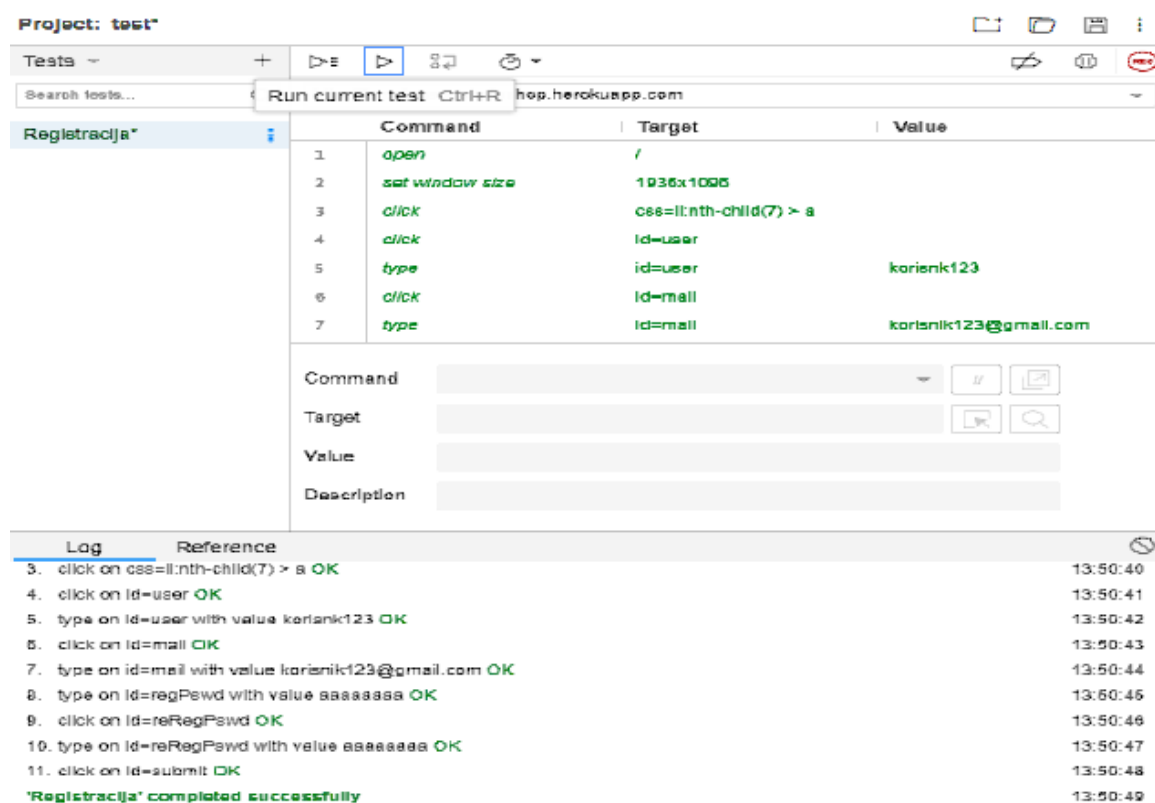 Project: test*
Tests
Search tests...
Run current test Ctrl+R hop.herokuapp.com
REC
Registracija*
Command Target Value
1 open /
2 set window size 1936x1096
3 click css=li:nth-child(7) > a
4 click id=user
5 type id=user korisnk123
6 click id=mail
7 type id=mail korisnik123@gmail.com
Command //
Target
Value
Description
Log Reference
3. click on css=li:nth-child(7) > a OK 13:50:40
4. click on id=user OK 13:50:41
5. type on id=user with value korisnk123 OK 13:50:42
6. click on id=mail OK 13:50:43
7. type on id=mail with value korisnik123@gmail.com OK 13:50:44
8. type on id=regPswd with value aaaaaaaa OK 13:50:45
9. click on id=reRegPswd OK 13:50:46
10. type on id=reRegPswd with value aaaaaaaa OK 13:50:47
11. click on id=submit OK 13:50:48
'Registracija' completed successfully 13:50:49